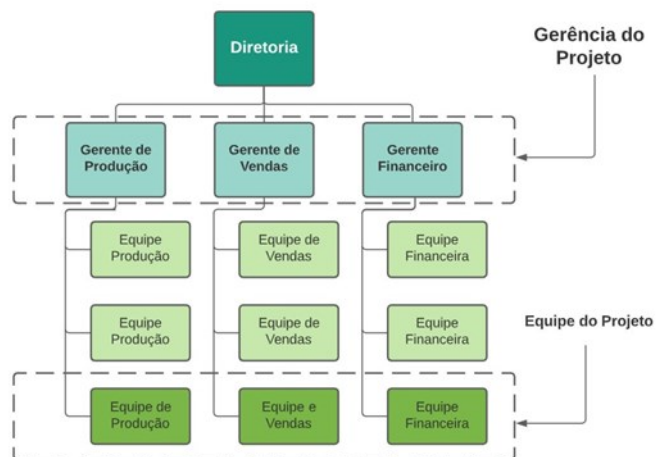 Diretoria
Gerência do
Projeto
Gerente de
Produção
Gerente de
Vendas
Gerente
Financeiro
Equipe
Produção
Equipe de
Vendas
Equipe
Financeira
Equipe
Produção
Equipe de
Vendas
Equipe
Financeira
Equipe do Projeto
Equipe de
Produção
Equipe e
Vendas
Equipe
Financeira